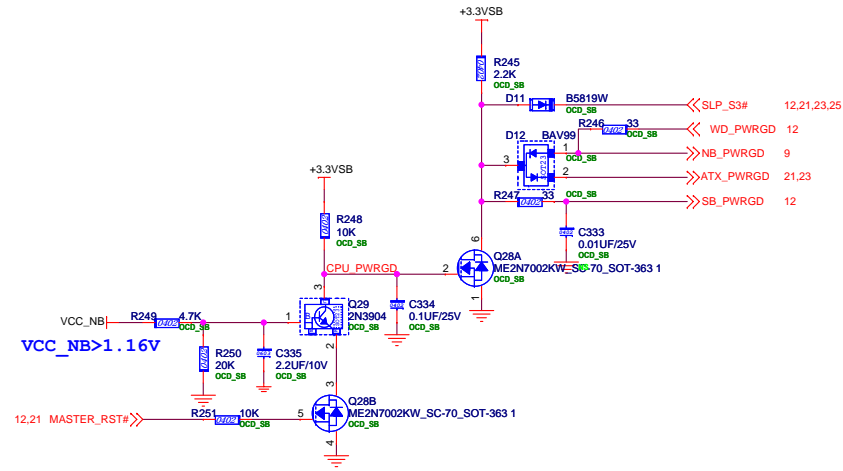 +3.3VSB
R245
2.2K
OCD_SB
D11 B5819W
OCD_SB
SLP_S3# 12,21,23,25
R246 33
0402 OCD_SB
WD_PWRGD 12
D12 BAV99
OCD_SB
SOT23
1
NB_PWRGD 9
3
2
ATX_PWRGD 21,23
OCD_SB
R247 33
0402
SB_PWRGD 12
C333
0.01UF/25V
OCD_SB
+3.3VSB
R248
10K
OCD_SB
0402
CPU_PWRGD
6
Q28A
2
ME2N7002KW_SC-70_SOT-363 1
OCD_SB
1
3
Q29
2N3904
OCD_SB
C334
0.1UF/25V
OCD_SB
VCC_NB
R249 4.7K
0402 OCD_SB
1
B
2
VCC_NB>1.16V
R250
20K
OCD_SB
0402
C335
2.2UF/10V
OCD_SB
3
Q28B
ME2N7002KW_SC-70_SOT-363 1
OCD_SB
12,21 MASTER_RST#
R251 10K
0402 OCD_SB
5
4